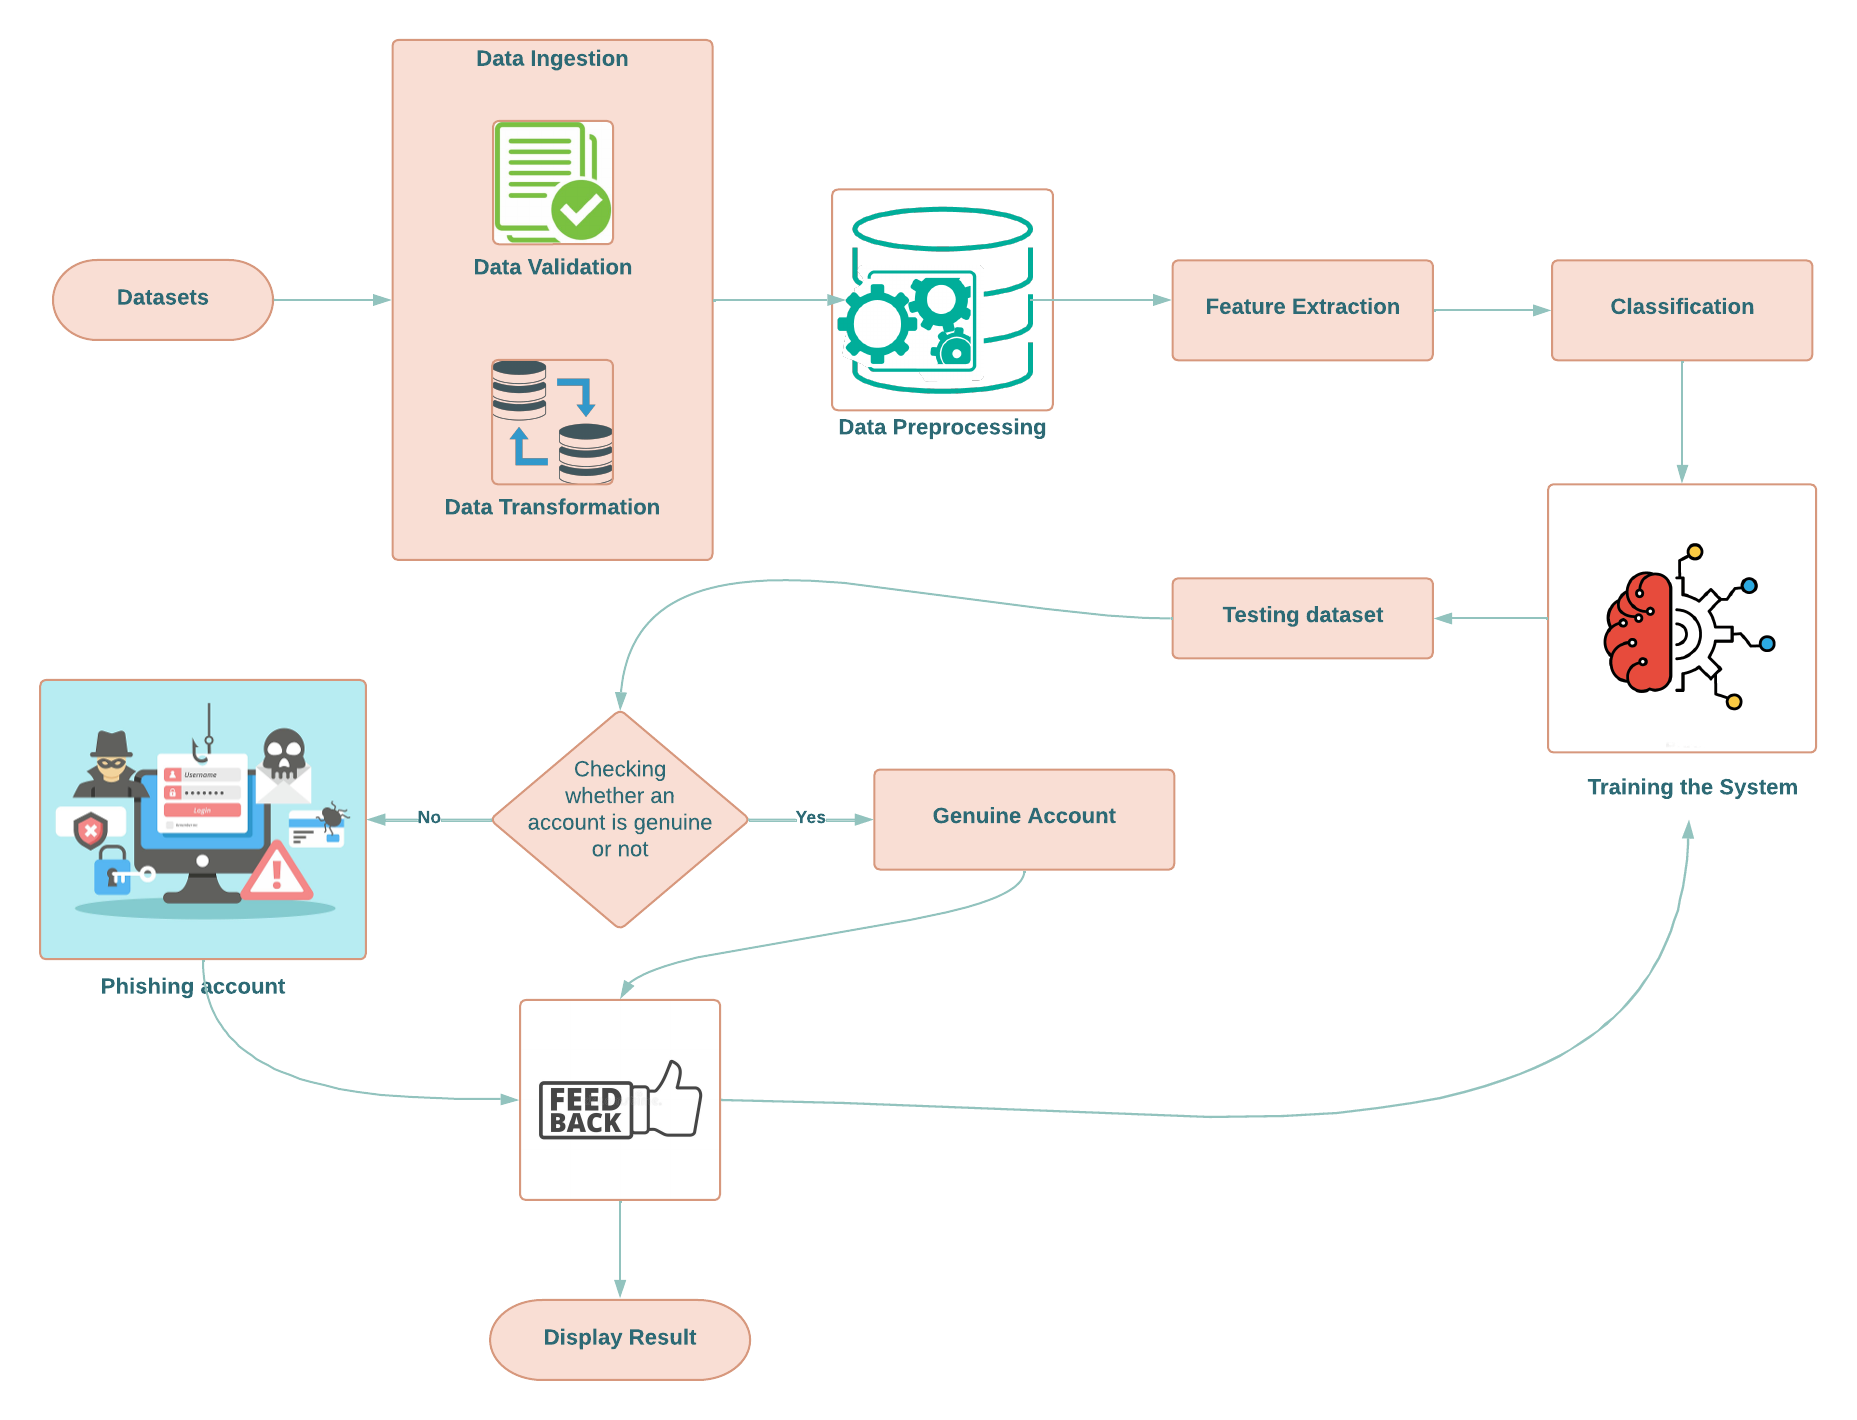 Data Ingestion
Data Validation
Datasets
Feature Extraction
Classification
Data Preprocessing
Data Transformation
Testing dataset
Training the System
Checking
whether an
account is genuine
or not
No
Yes
Genuine Account
Username
Login
Phishing account
FEED
BACK
Display Result